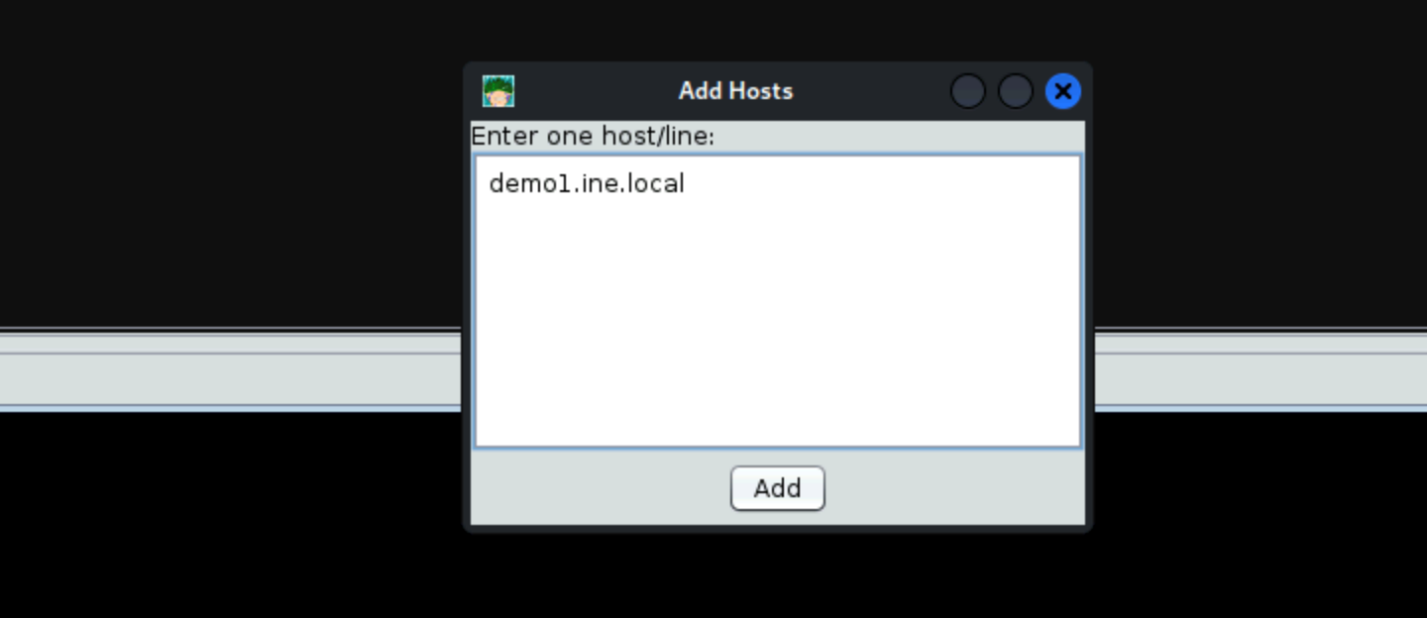 Add Hosts
Enter one host/line:
demo1.ine.local
Add